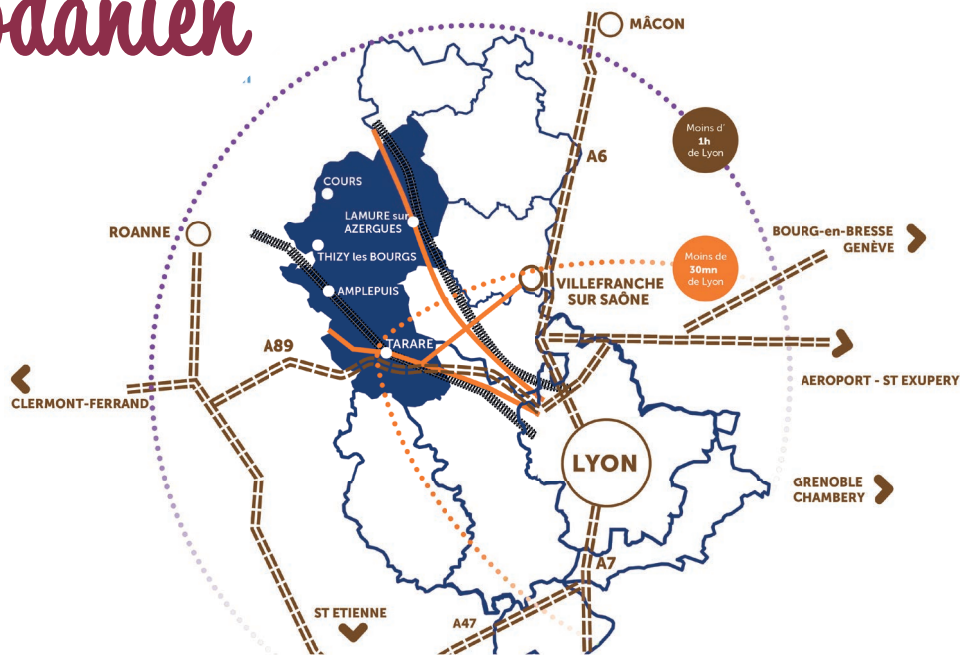 odanien
MÂCON
Moins d'
1h
de Lyon
A6
COURS
LAMURE sur
AZERGUES
ROANNE
BOURG-en-BRESSE
GENÈVE
THIZY les BOURGS
Moins de
30mn
de Lyon
VILLEFRANCHE
SUR SAÔNE
AMPLEPUIS
TARARE
A89
CLERMONT-FERRAND
AEROPORT - ST EXUPERY
LYON
GRENOBLE
CHAMBERY
A7
ST ETIENNE
A47